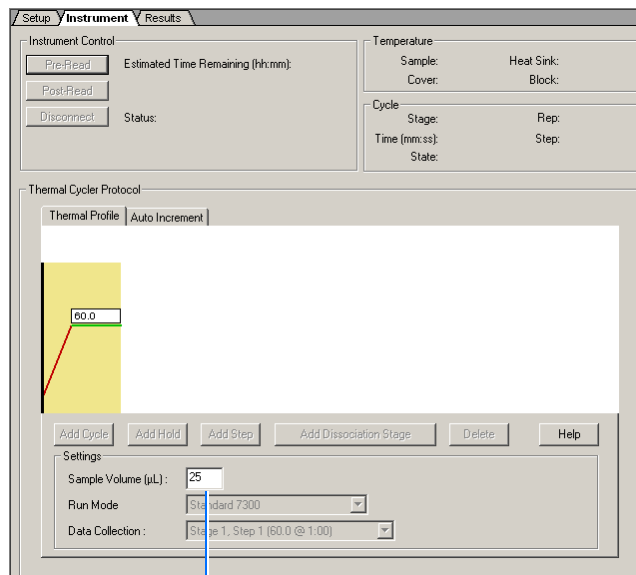 Setup Instrument Results
Instrument Control
Pre-Read Estimated Time Remaining (hh:mm):
Post-Read
Disconnect Status:
Temperature
Sample: Heat Sink:
Cover: Block:
Cycle
Stage: Rep:
Time (mm:ss): Step:
State:
Thermal Cycler Protocol
Thermal Profile Auto Increment
60.0
Add Cycle Add Hold Add Step Add Dissociation Stage Delete Help
Settings
Sample Volume (µL) : 25
Run Mode Standard 7300
Data Collection : Stage 1, Step 1 (60.0 @ 1:00)